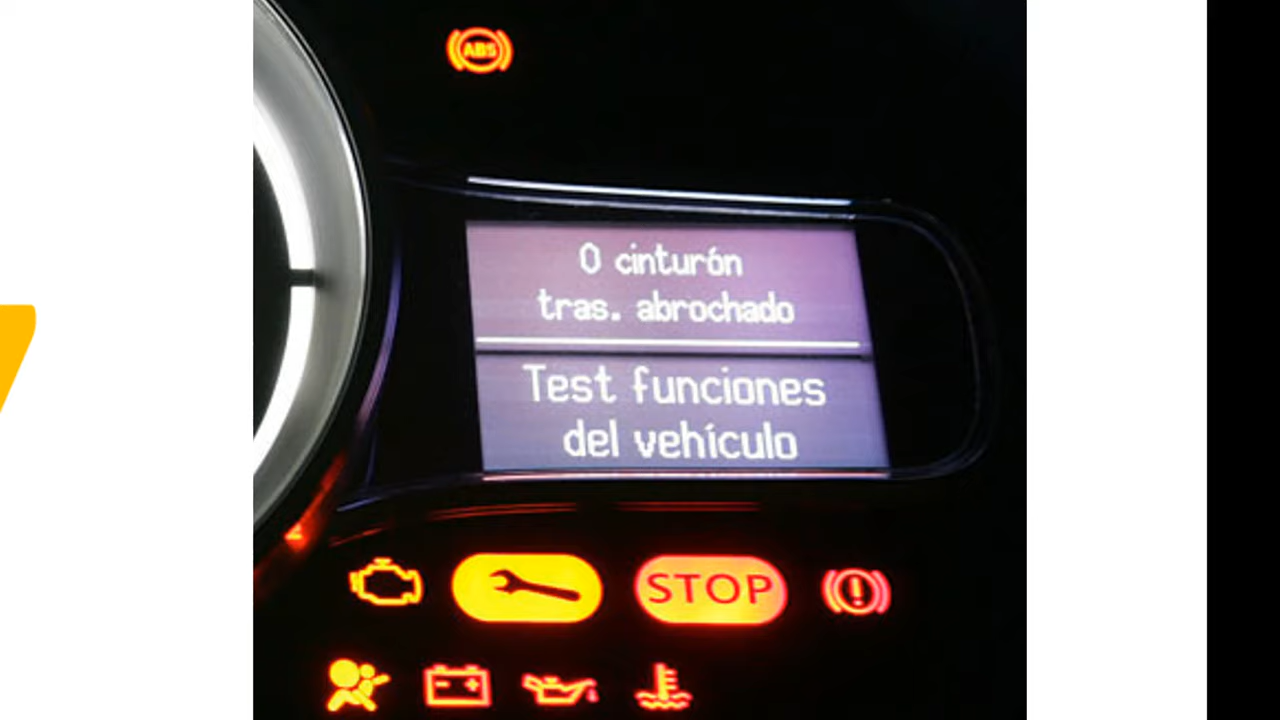 ABS
0 cinturón
tras. abrochado
Test funciones
del vehículo
STOP